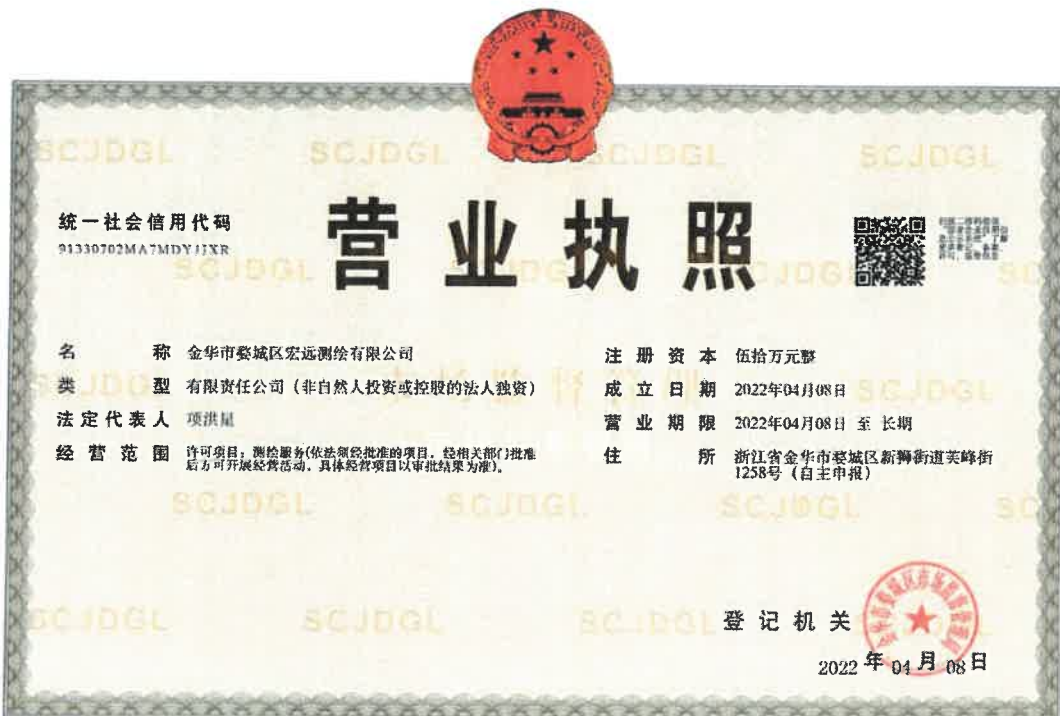 营业执照
统一社会信用代码
91330702MA7MDYJJXR
名称 金华市婺城区宏远测绘有限公司
类型 有限责任公司（非自然人投资或控股的法人独资）
法定代表人 项洪星
经营范围 许可项目：测绘服务(依法须经批准的项目，经相关部门批准
后方可开展经营活动，具体经营项目以审批结果为准)。
注册资本 伍拾万元整
成立日期 2022年04月08日
营业期限 2022年04月08日 至 长期
住所 浙江省金华市婺城区新狮街道芙峰街
1258号（自主申报）
登记机关
2022 年 04 月 08 日
SCJDGL